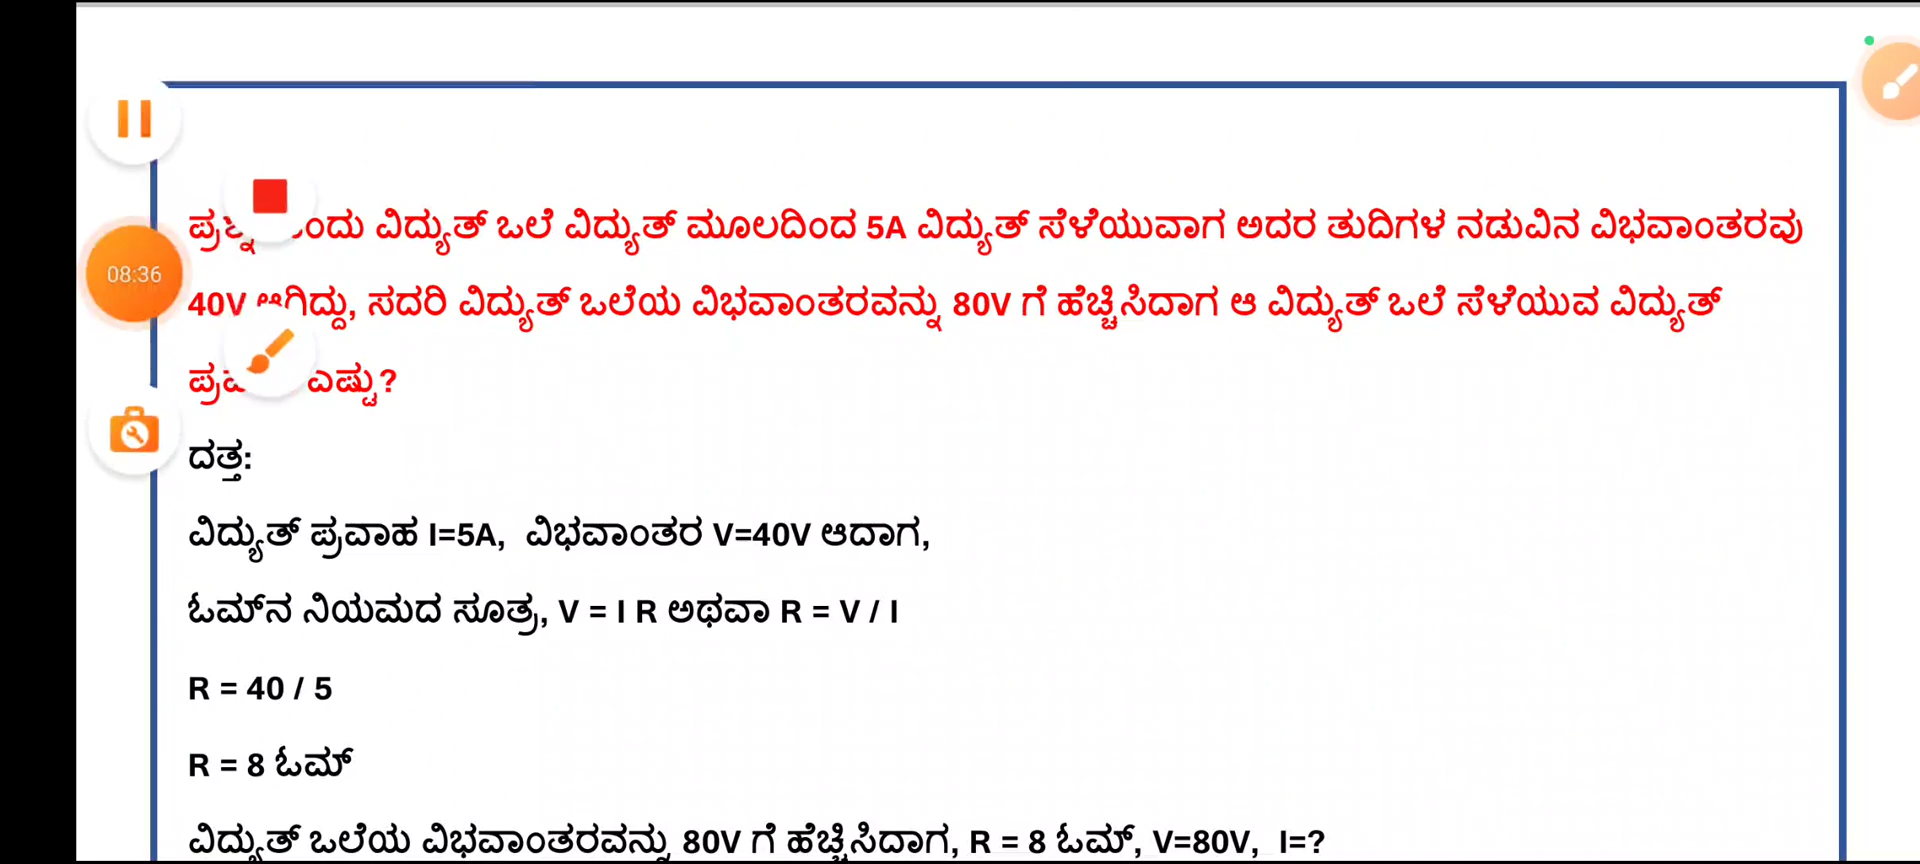 08:36
ವಿದ್ಯುತ್ ಒಲೆ ವಿದ್ಯುತ್ ಮೂಲದಿಂದ 5A ವಿದ್ಯುತ್ ಸೆಳೆಯುವಾಗ ಅದರ ತುದಿಗಳ ನಡುವಿನ ವಿಭವಾಂತರವು
40V ಆಗಿದ್ದು, ಸದರಿ ವಿದ್ಯುತ್ ಒಲೆಯ ವಿಭವಾಂತರವನ್ನು 80V ಗೆ ಹೆಚ್ಚಿಸಿದಾಗ ಆ ವಿದ್ಯುತ್ ಒಲೆ ಸೆಳೆಯುವ ವಿದ್ಯುತ್
ಎಷ್ಟು?
ದತ್ತ:
ವಿದ್ಯುತ್ ಪ್ರವಾಹ I=5A, ವಿಭವಾಂತರ V=40V ಆದಾಗ,
ಓಮ್‌ನ ನಿಯಮದ ಸೂತ್ರ, V = I R ಅಥವಾ R = V / I
R = 40 / 5
R = 8 ಓಮ್
ವಿದ್ಯುತ್ ಒಲೆಯ ವಿಭವಾಂತರವನ್ನು 80V ಗೆ ಹೆಚ್ಚಿಸಿದಾಗ, R = 8 ಓಮ್, V=80V, I=?